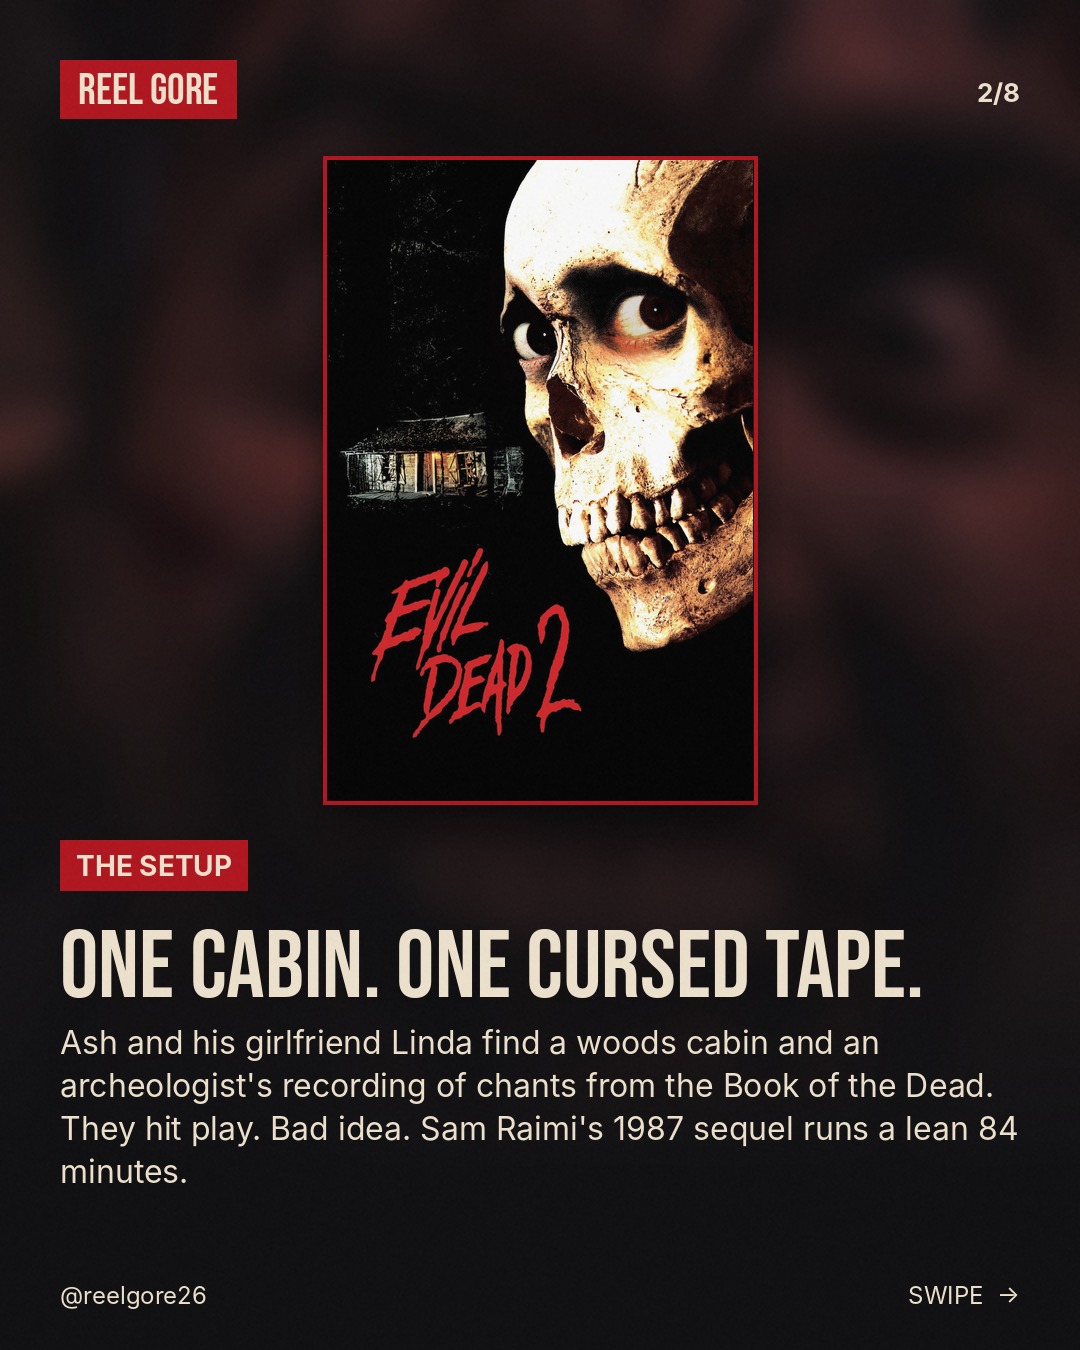 REEL GORE
2/8
EVIL
DEAD 2
THE SETUP
ONE CABIN. ONE CURSED TAPE.
Ash and his girlfriend Linda find a woods cabin and an
archeologist's recording of chants from the Book of the Dead.
They hit play. Bad idea. Sam Raimi's 1987 sequel runs a lean 84
minutes.
@reelgore26
SWIPE →